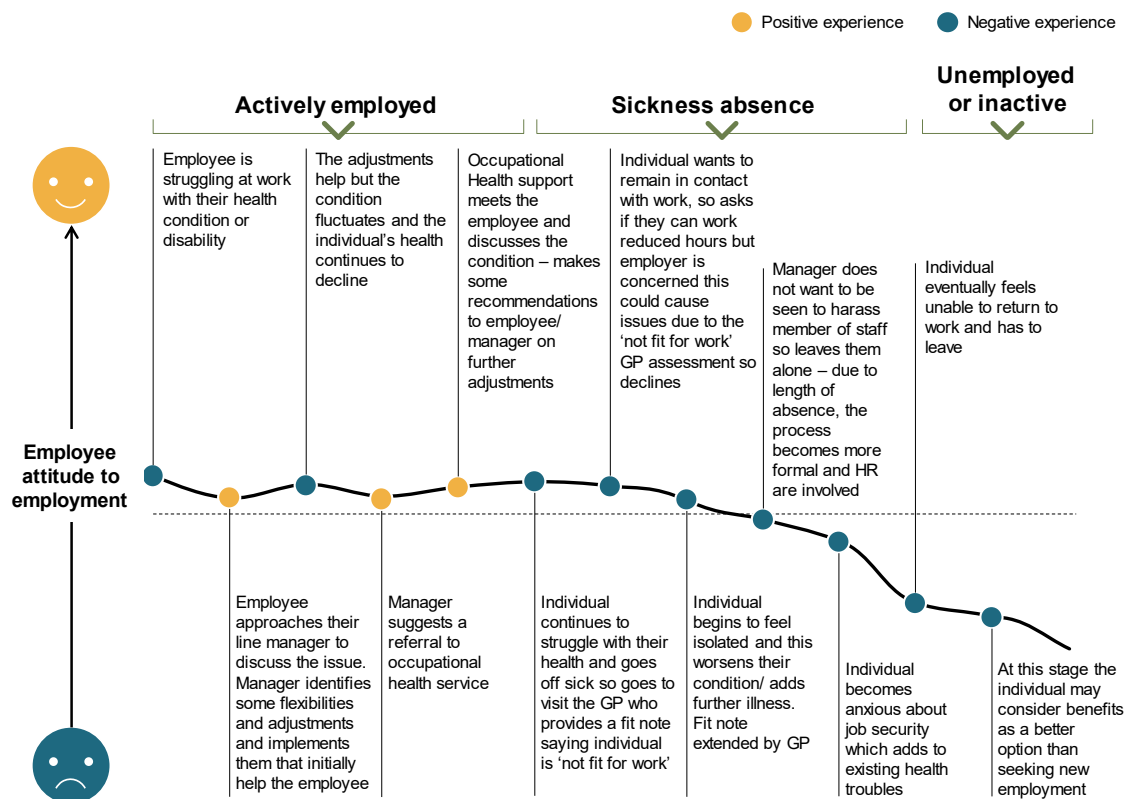 Positive experience
Negative experience
Actively employed
Sickness absence
Unemployed
or inactive
Employee is
struggling at work
with their health
condition or
disability
The adjustments
help but the
condition
fluctuates and the
individual’s health
continues to
decline
Occupational
Health support
meets the
employee and
discusses the
condition – makes
some
recommendations
to employee/
manager on
further
adjustments
Individual wants to
remain in contact
with work, so asks
if they can work
reduced hours but
employer is
concerned this
could cause
issues due to the
‘not fit for work’
GP assessment so
declines
Manager does
not want to be
seen to harass
member of staff
so leaves them
alone – due to
length of
absence, the
process
becomes more
formal and HR
are involved
Individual
eventually feels
unable to return to
work and has to
leave
Employee
attitude to
employment
Employee
approaches their
line manager to
discuss the issue.
Manager identifies
some flexibilities
and adjustments
and implements
them that initially
help the employee
Manager
suggests a
referral to
occupational
health service
Individual
continues to
struggle with their
health and goes
off sick so goes to
visit the GP who
provides a fit note
saying individual
is ‘not fit for work’
Individual
begins to feel
isolated and this
worsens their
condition/ adds
further illness.
Fit note
extended by GP
Individual
becomes
anxious about
job security
which adds to
existing health
troubles
At this stage the
individual may
consider benefits
as a better
option than
seeking new
employment